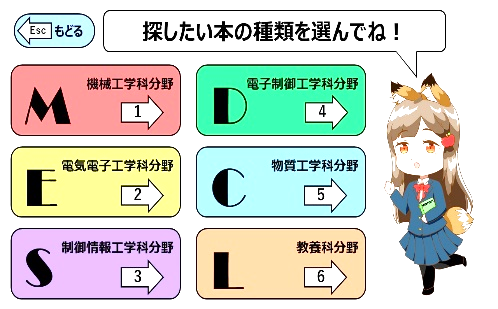 Esc もどる
探したい本の種類を選んでね！
M 機械工学科分野 1
D 電子制御工学科分野 4
E 電気電子工学科分野 2
C 物質工学科分野 5
S 制御情報工学科分野 3
L 教養科分野 6